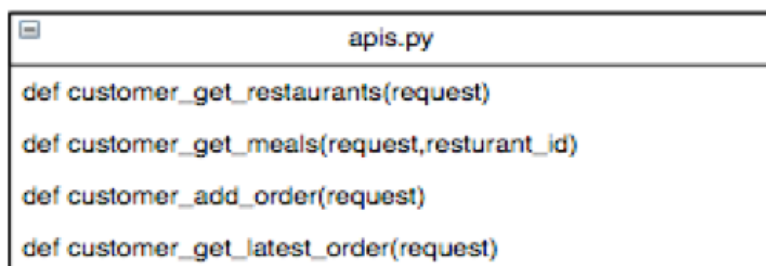 apis.py
def customer_get_restaurants(request)
def customer_get_meals(request,resturant_id)
def customer_add_order(request)
def customer_get_latest_order(request)